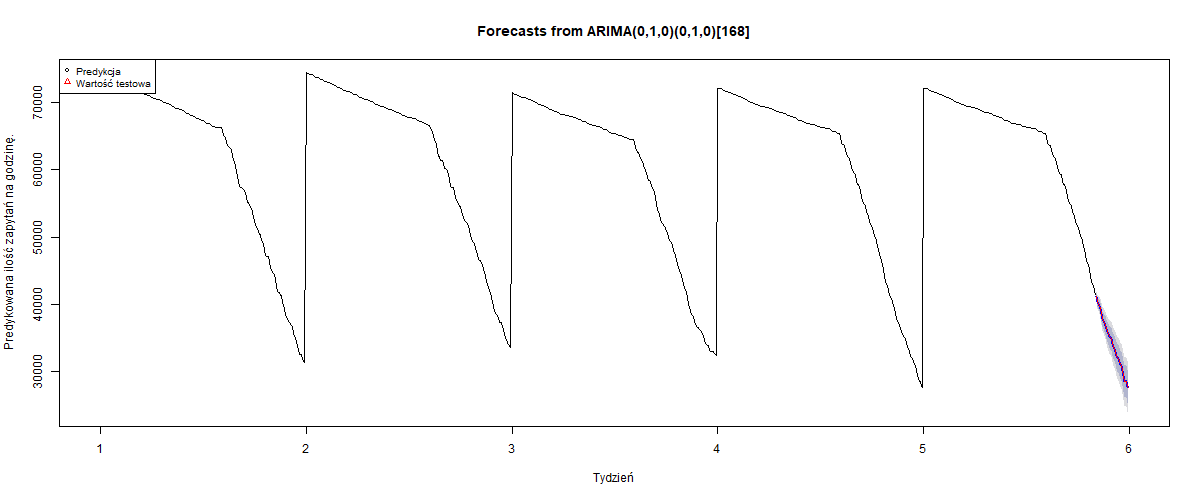 Forecasts from ARIMA(0,1,0)(0,1,0)[168]
Predykcja
Wartość testowa
Predykowana ilość zapytań na godzinę.
70000
60000
50000
40000
30000
1 2 3 4 5 6
Tydzień